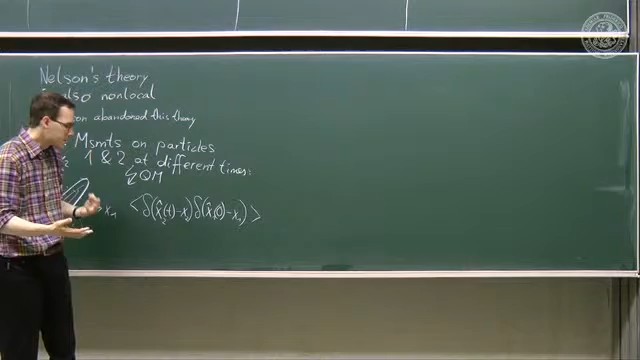 Nelson's theory
also nonlocal
abandoned this theory
Msmts on particles
1 & 2 at different times:
↯QM
x₁ <δ(x̂₂(t)-x₂)δ(x̂₁(0)-x₁)>